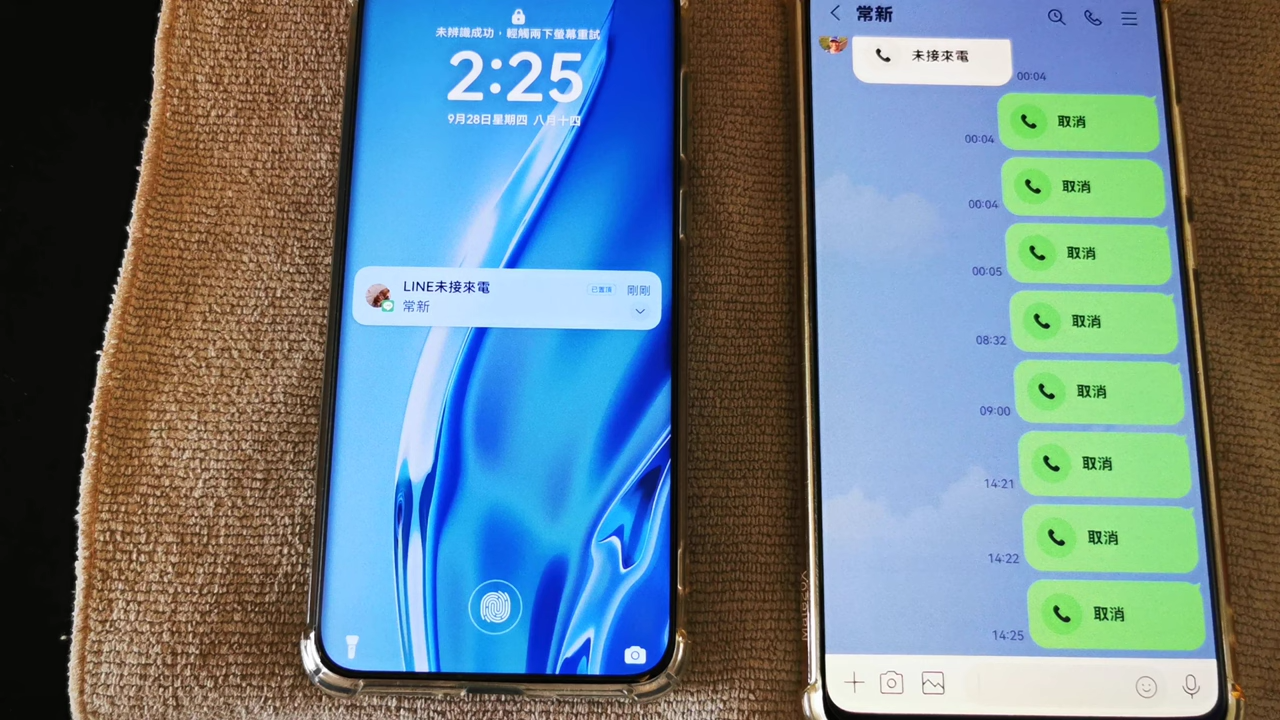 未辨識成功，輕觸兩下螢幕重試
2:25
9月28日星期四 八月十四
LINE未接來電
已置頂
剛剛
常新
常新
未接來電
00:04
取消
00:04
取消
00:04
取消
00:05
取消
08:32
取消
09:00
取消
14:21
取消
14:22
取消
14:25
Mate20X